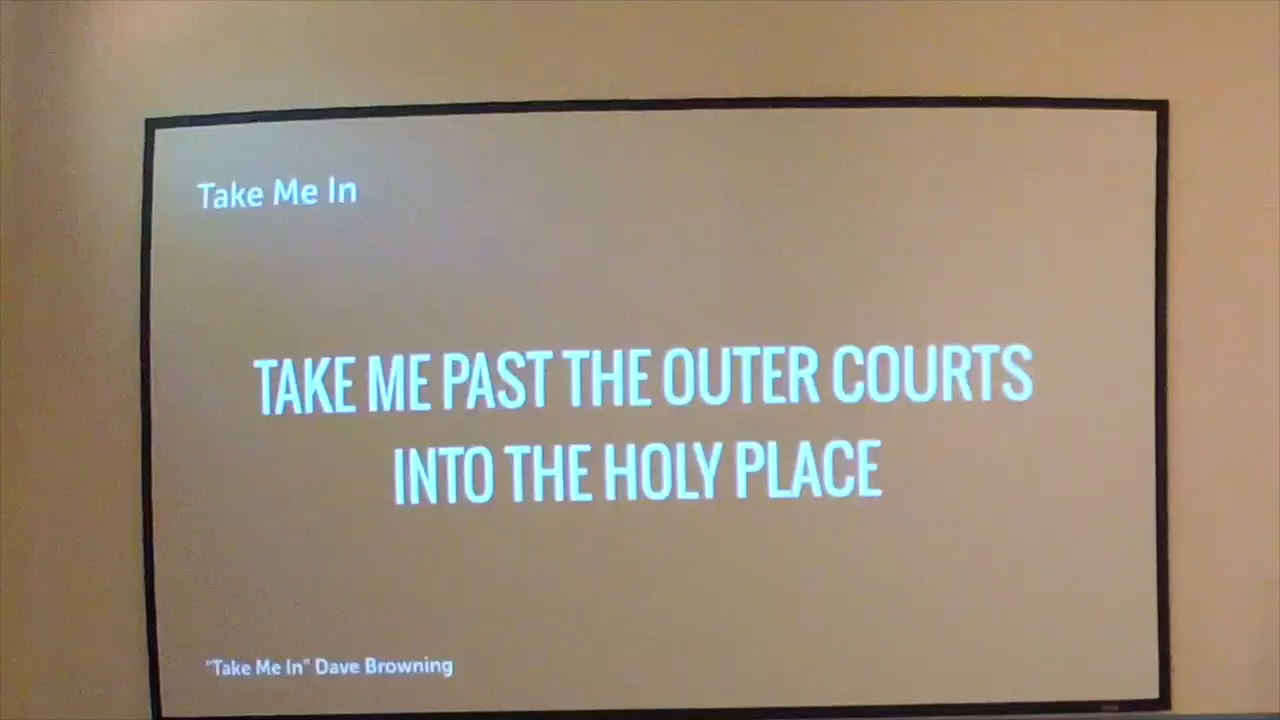 Take Me In
TAKE ME PAST THE OUTER COURTS
INTO THE HOLY PLACE
"Take Me In" Dave Browning